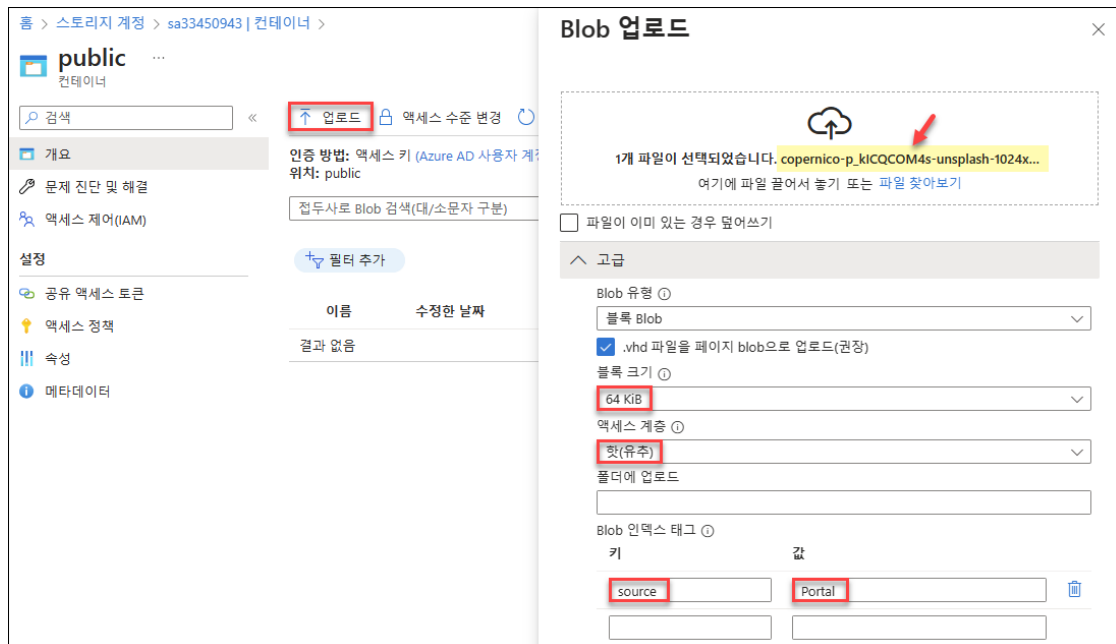 홈 > 스토리지 계정 > sa33450943 | 컨테이너 >
public ...
컨테이너
검색 «
개요
문제 진단 및 해결
액세스 제어(IAM)
설정
공유 액세스 토큰
액세스 정책
속성
메타데이터
업로드 액세스 수준 변경
인증 방법: 액세스 키 (Azure AD 사용자 계정
위치: public
접두사로 Blob 검색(대/소문자 구분)
필터 추가
이름 수정한 날짜
결과 없음
Blob 업로드
1개 파일이 선택되었습니다. copernico-p_kICQCOM4s-unsplash-1024x...
여기에 파일 끌어서 놓기 또는 파일 찾아보기
파일이 이미 있는 경우 덮어쓰기
고급
Blob 유형
블록 Blob
.vhd 파일을 페이지 blob으로 업로드(권장)
블록 크기
64 KiB
액세스 계층
핫(유추)
폴더에 업로드
Blob 인덱스 태그
키 값
source Portal